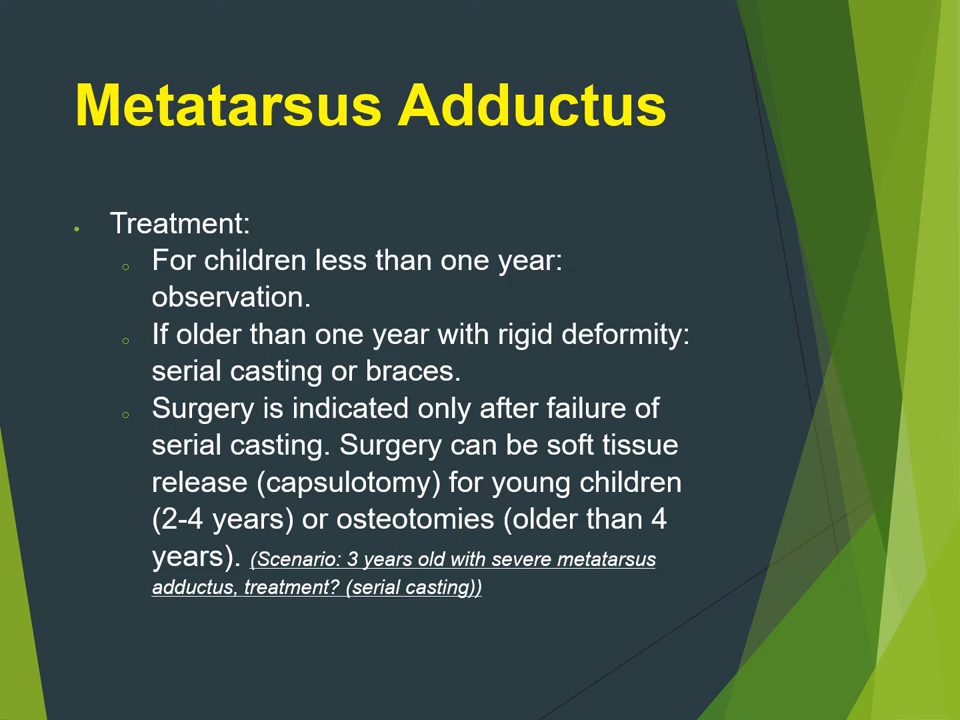 Metatarsus Adductus
• Treatment:
o For children less than one year:
observation.
o If older than one year with rigid deformity:
serial casting or braces.
o Surgery is indicated only after failure of
serial casting. Surgery can be soft tissue
release (capsulotomy) for young children
(2-4 years) or osteotomies (older than 4
years). (Scenario: 3 years old with severe metatarsus
adductus, treatment? (serial casting))